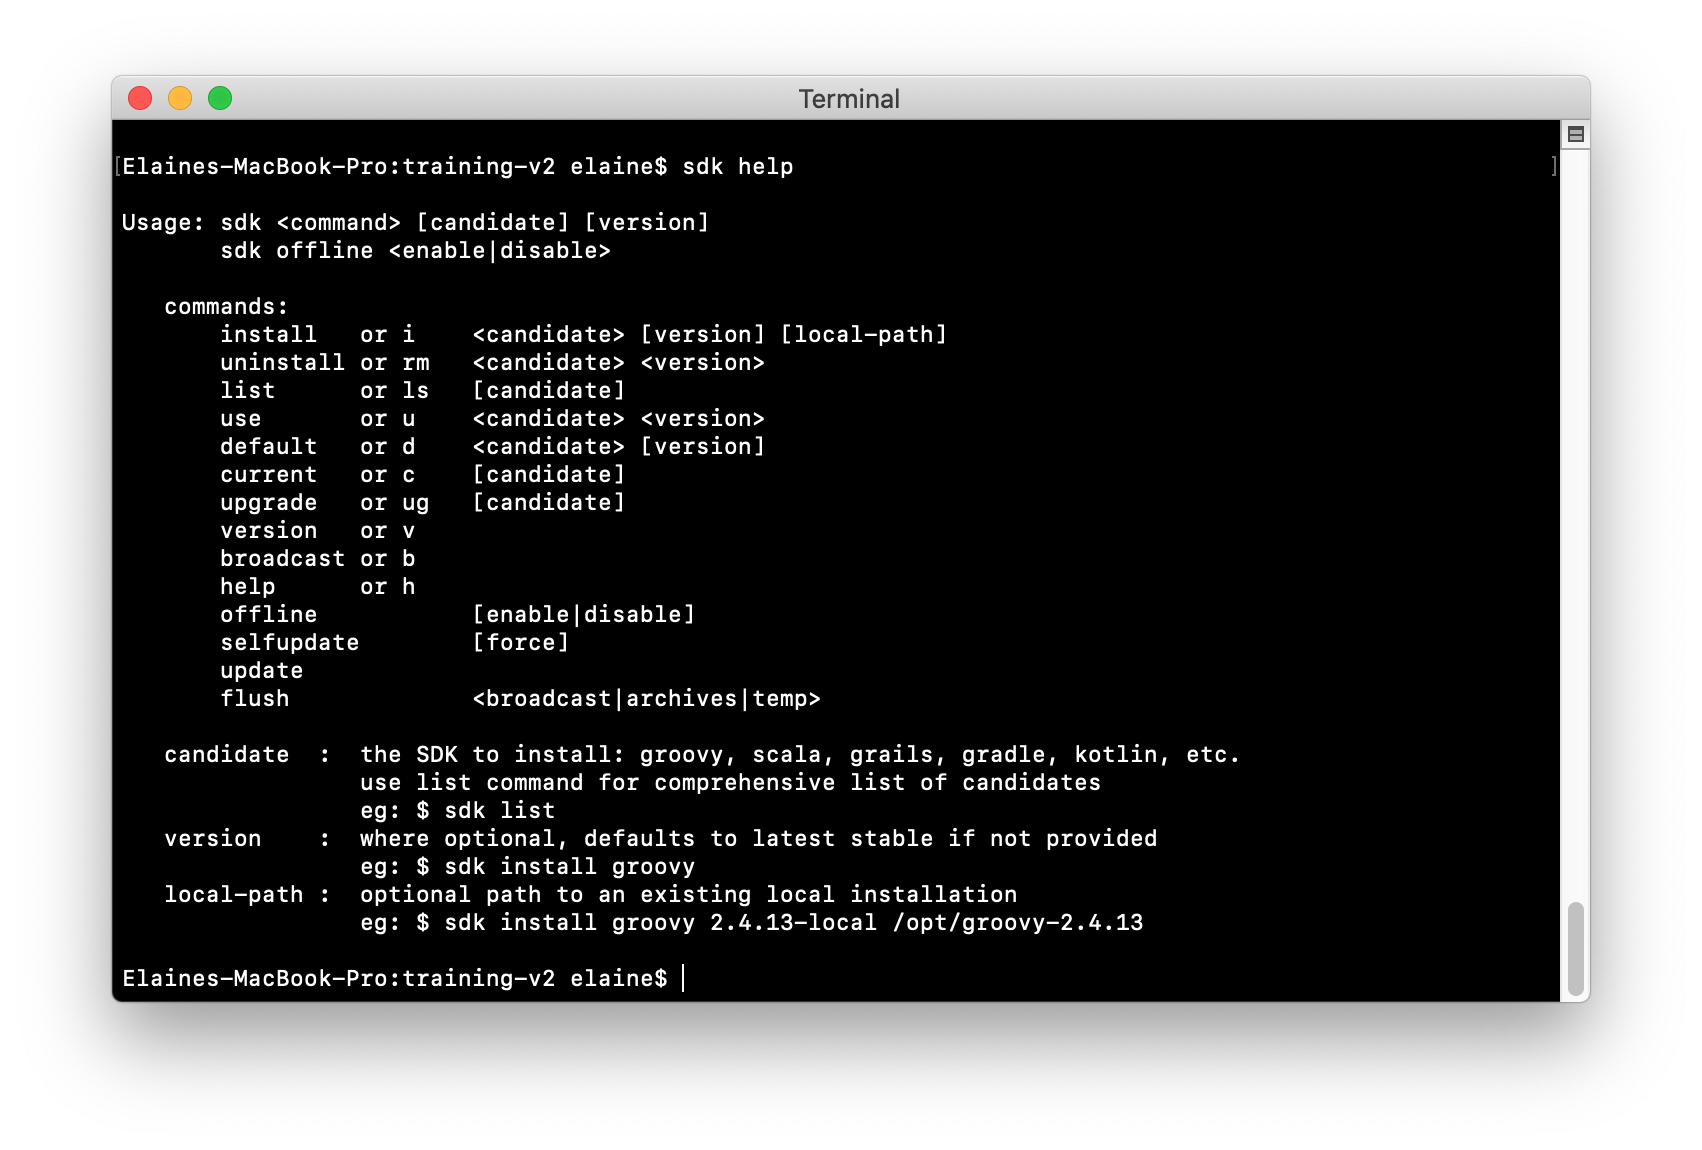 Terminal
[Elaines-MacBook-Pro:training-v2 elaine$ sdk help ]
Usage: sdk <command> [candidate] [version]
       sdk offline <enable|disable>
   commands:
       install   or i    <candidate> [version] [local-path]
       uninstall or rm   <candidate> <version>
       list      or ls   [candidate]
       use       or u    <candidate> <version>
       default   or d    <candidate> [version]
       current   or c    [candidate]
       upgrade   or ug   [candidate]
       version   or v
       broadcast or b
       help      or h
       offline           [enable|disable]
       selfupdate        [force]
       update
       flush             <broadcast|archives|temp>
   candidate  :  the SDK to install: groovy, scala, grails, gradle, kotlin, etc.
                 use list command for comprehensive list of candidates
                 eg: $ sdk list
   version    :  where optional, defaults to latest stable if not provided
                 eg: $ sdk install groovy
   local-path :  optional path to an existing local installation
                 eg: $ sdk install groovy 2.4.13-local /opt/groovy-2.4.13
Elaines-MacBook-Pro:training-v2 elaine$